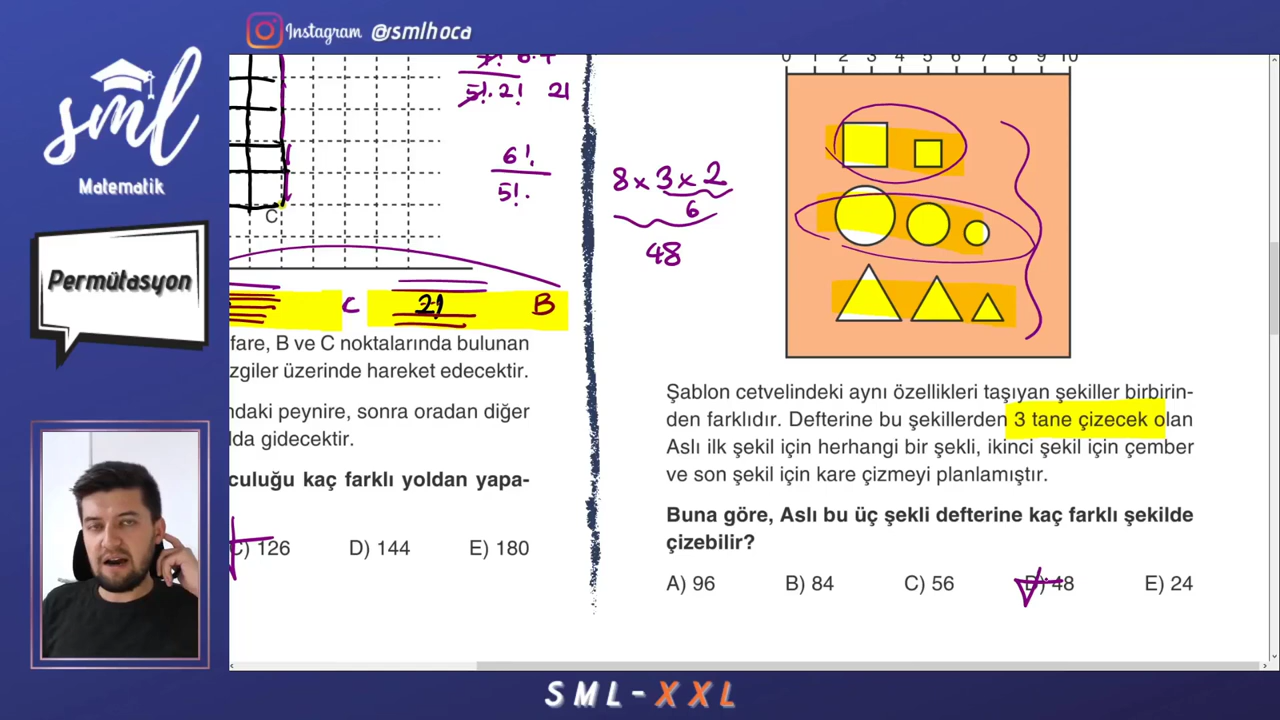 Instagram @smlhoca
sml
Matematik
Permütasyon
5!.2! 21
6!
5!.
C
C 21 B
fare, B ve C noktalarında bulunan
zgiler üzerinde hareket edecektir.
ndaki peynire, sonra oradan diğer
lda gidecektir.
culuğu kaç farklı yoldan yapa-
C) 126 D) 144 E) 180
8 x 3 x 2
6
48
0 1 2 3 4 5 6 7 8 9 10
Şablon cetvelindeki aynı özellikleri taşıyan şekiller birbirin-
den farklıdır. Defterine bu şekillerden 3 tane çizecek olan
Aslı ilk şekil için herhangi bir şekli, ikinci şekil için çember
ve son şekil için kare çizmeyi planlamıştır.
Buna göre, Aslı bu üç şekli defterine kaç farklı şekilde
çizebilir?
A) 96 B) 84 C) 56 D) 48 E) 24
SML-XXL